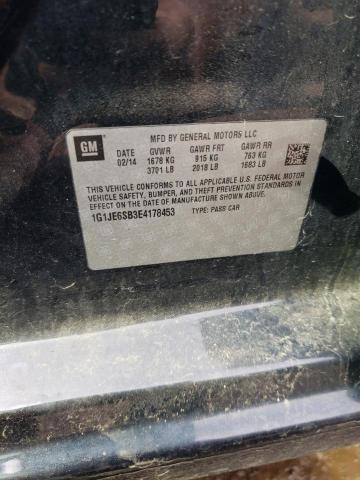 GM
MFD BY GENERAL MOTORS LLC
DATE GVWR GAWR FRT GAWR RR
02/14 1678 KG 915 KG 763 KG
3701 LB 2018 LB 1683 LB
THIS VEHICLE CONFORMS TO ALL APPLICABLE U.S. FEDERAL MOTOR
VEHICLE SAFETY, BUMPER, AND THEFT PREVENTION STANDARDS
IN EFFECT ON THE DATE OF MANUFACTURE SHOWN ABOVE.
1G1JE6SB3E4178453 TYPE: PASS CAR